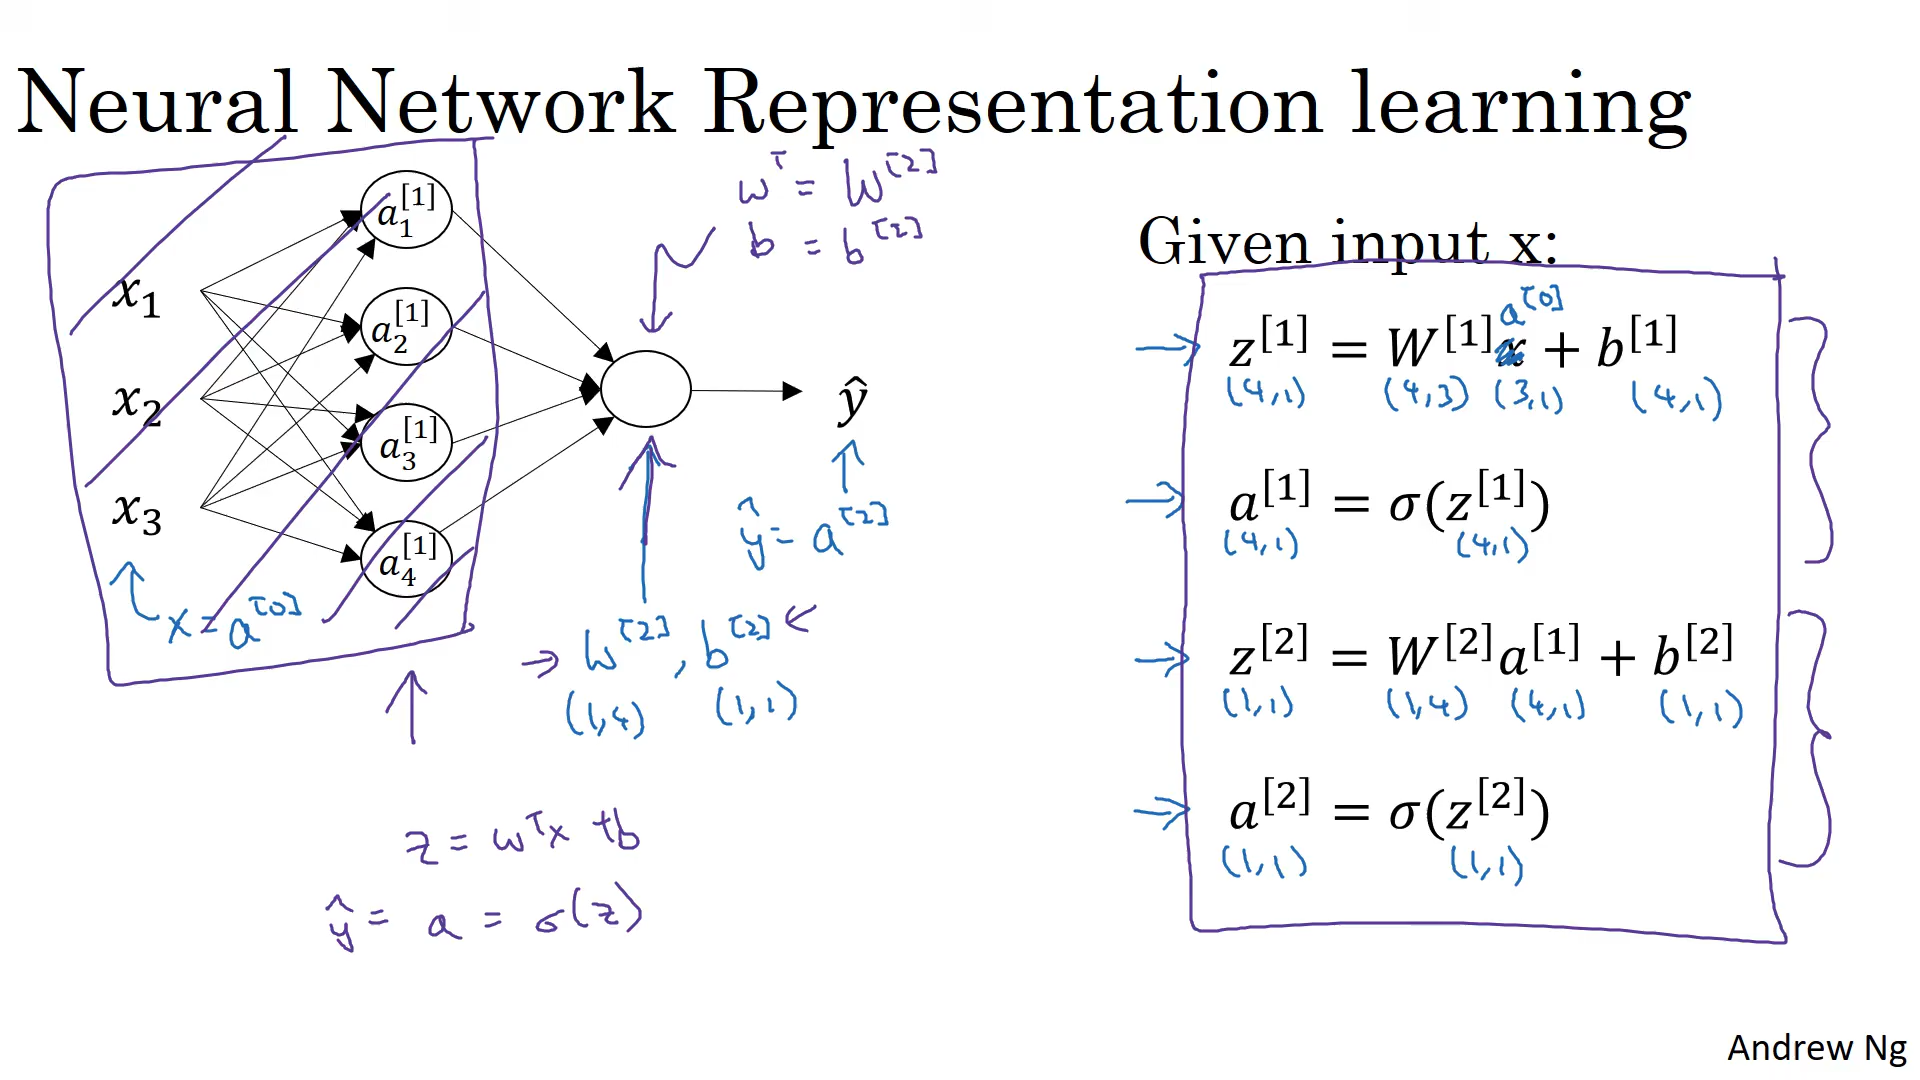 Neural Network Representation learning
wᵀ = W^[2]
b = b^[2]
Given input x:
x₁
x₂
x₃
a₁^[1]
a₂^[1]
a₃^[1]
a₄^[1]
ŷ
x = a^[0]
ŷ = a^[2]
→ W^[2], b^[2] ←
(1,4) (1,1)
z = wᵀx + b
ŷ = a = σ(z)
a^[0]
→ z^[1] = W^[1]x + b^[1]
(4,1) (4,3) (3,1) (4,1)
→ a^[1] = σ(z^[1])
(4,1) (4,1)
→ z^[2] = W^[2]a^[1] + b^[2]
(1,1) (1,4) (4,1) (1,1)
→ a^[2] = σ(z^[2])
(1,1) (1,1)
Andrew Ng